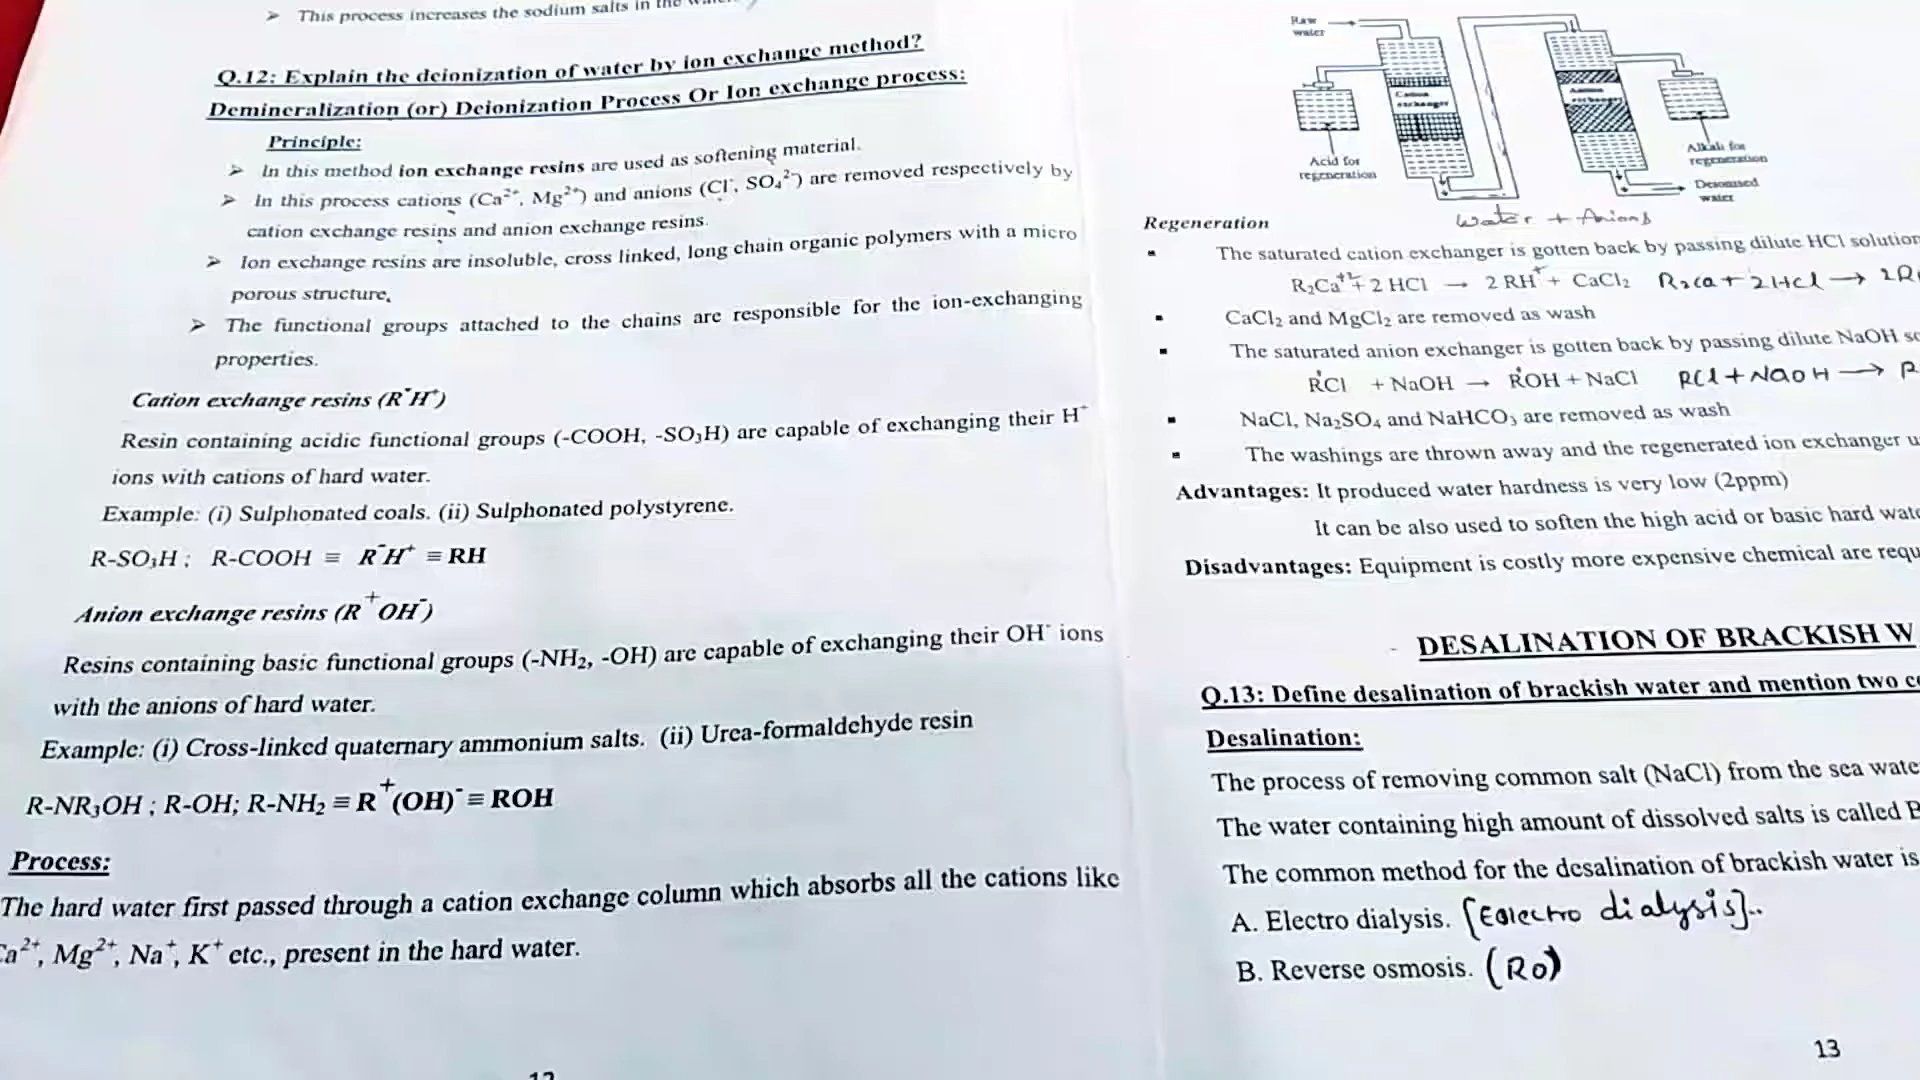 ➢ This process increases the sodium salts in the
Q.12: Explain the deionization of water by ion exchange method?
Demineralization (or) Deionization Process Or Ion exchange process:
Principle:
➢ In this method ion exchange resins are used as softening material.
➢ In this process cations (Ca²⁺, Mg²⁺) and anions (Cl⁻, SO₄²⁻) are removed respectively by
cation exchange resins and anion exchange resins.
➢ Ion exchange resins are insoluble, cross linked, long chain organic polymers with a micro
porous structure.
➢ The functional groups attached to the chains are responsible for the ion-exchanging
properties.
Cation exchange resins (R⁻H⁺)
Resin containing acidic functional groups (-COOH, -SO₃H) are capable of exchanging their H⁺
ions with cations of hard water.
Example: (i) Sulphonated coals. (ii) Sulphonated polystyrene.
R-SO₃H ; R-COOH ≡ R⁻H⁺ ≡ RH
Anion exchange resins (R⁺OH⁻)
Resins containing basic functional groups (-NH₂, -OH) are capable of exchanging their OH⁻ ions
with the anions of hard water.
Example: (i) Cross-linked quaternary ammonium salts. (ii) Urea-formaldehyde resin
R-NR₃OH ; R-OH; R-NH₂ ≡ R⁺(OH)⁻ ≡ ROH
Process:
The hard water first passed through a cation exchange column which absorbs all the cations like
Ca²⁺, Mg²⁺, Na⁺, K⁺ etc., present in the hard water.
Raw
water
Cation
exchanger
Anion
exchanger
Acid for
regeneration
Alkali for
regeneration
Deionised
water
Water + Anions
Regeneration
▪ The saturated cation exchanger is gotten back by passing dilute HCl solution
R₂Ca⁺² + 2 HCl → 2 RH⁺ + CaCl₂ R₂Ca + 2HCl → 2R
▪ CaCl₂ and MgCl₂ are removed as wash
▪ The saturated anion exchanger is gotten back by passing dilute NaOH
R⁺Cl + NaOH → R⁺OH + NaCl RCl + NaOH → R
▪ NaCl, Na₂SO₄ and NaHCO₃ are removed as wash
▪ The washings are thrown away and the regenerated ion exchanger
Advantages: It produced water hardness is very low (2ppm)
It can be also used to soften the high acid or basic hard
Disadvantages: Equipment is costly more expensive chemical are
DESALINATION OF BRACKISH W
Q.13: Define desalination of brackish water and mention two
Desalination:
The process of removing common salt (NaCl) from the sea
The water containing high amount of dissolved salts is called
The common method for the desalination of brackish water is
A. Electro dialysis. [Ealectro dialysis]..
B. Reverse osmosis. (Ro)
13